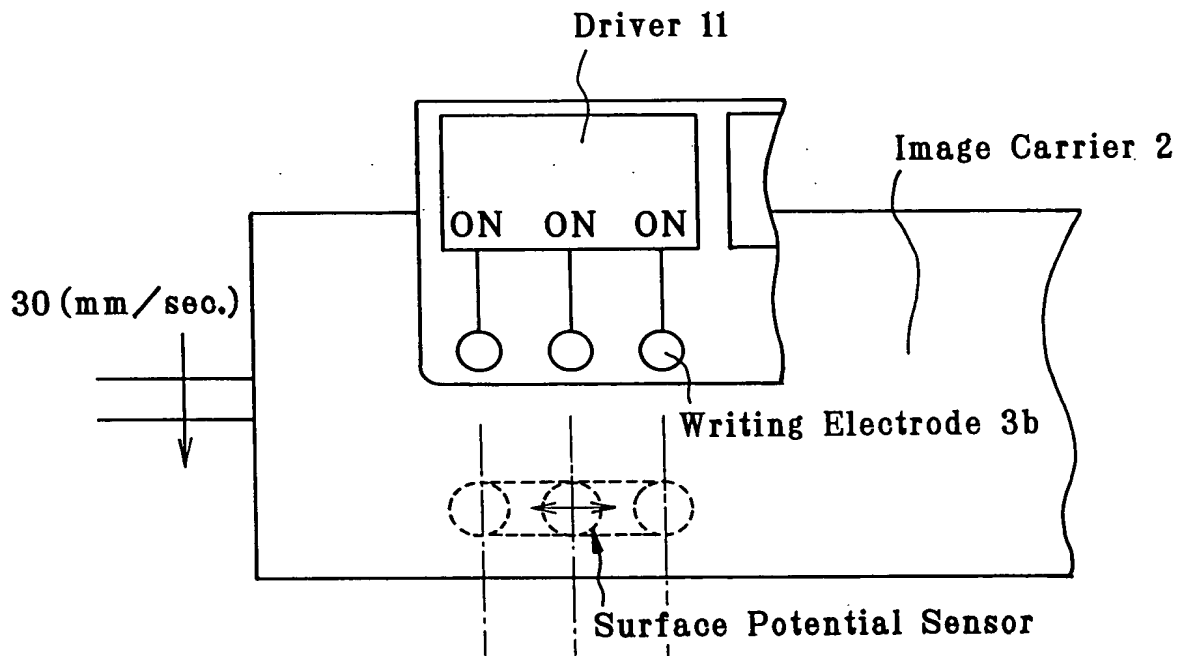 Driver 11
Image Carrier 2
ON ON ON
30 (mm/sec.)
Writing Electrode 3b
Surface Potential Sensor